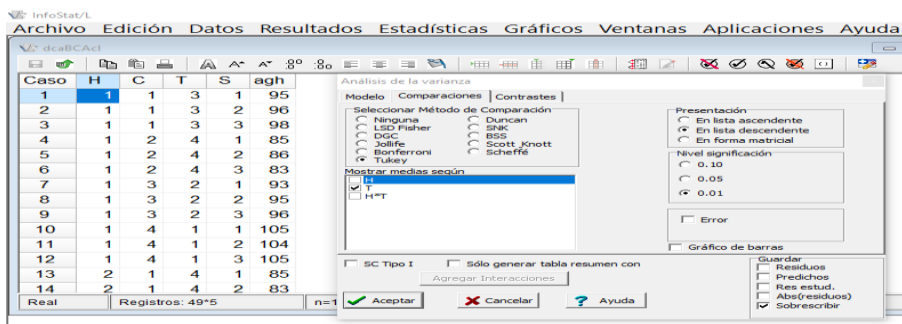 InfoStat/L
Archivo Edición Datos Resultados Estadísticas Gráficos Ventanas Aplicaciones Ayuda
dcaBCAcl
Caso H C T S agh
1 1 1 3 1 95
2 1 1 3 2 96
3 1 1 3 3 98
4 1 2 4 1 85
5 1 2 4 2 86
6 1 2 4 3 83
7 1 3 2 1 93
8 1 3 2 2 95
9 1 3 2 3 96
10 1 4 1 1 105
11 1 4 1 2 104
12 1 4 1 3 105
13 2 1 4 1 85
14 2 1 4 2 83
Real Registros: 49*5 n=1
Análisis de la varianza
Modelo Comparaciones Contrastes
Seleccionar Método de Comparación
Ninguna Duncan
LSD Fisher SNK
DGC BSS
Jollife Scott ,Knott
Bonferroni Scheffé
Tukey
Mostrar medias según
H
T
H*T
Presentación
En lista ascendente
En lista descendente
En forma matricial
Nivel significación
0.10
0.05
0.01
Error
Gráfico de barras
SC Tipo I Sólo generar tabla resumen con
Agregar Interacciones
Guardar
Residuos
Predichos
Res estud.
Abs(residuos)
Sobrescribir
Aceptar Cancelar Ayuda